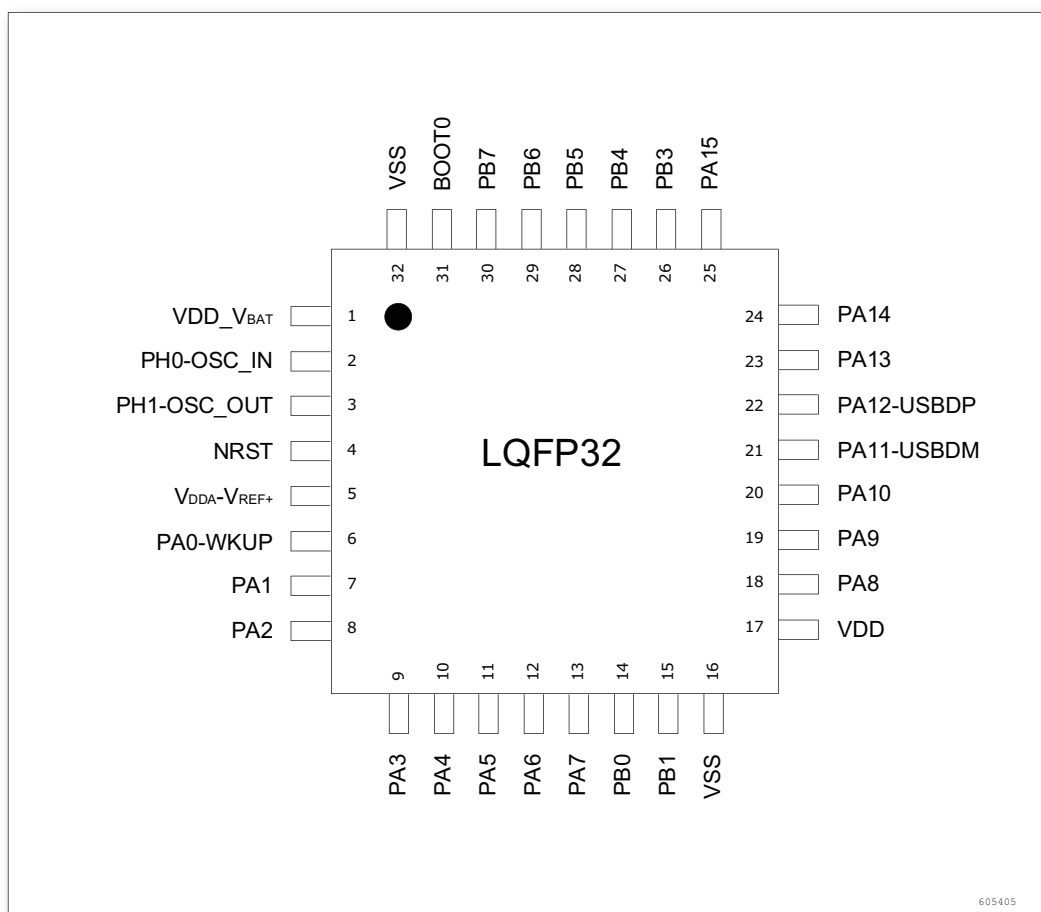 VSS
BOOT0
PB7
PB6
PB5
PB4
PB3
PA15
32
31
30
29
28
27
26
25
VDD_VBAT 1
PH0-OSC_IN 2
PH1-OSC_OUT 3
NRST 4
VDDA-VREF+ 5
PA0-WKUP 6
PA1 7
PA2 8
LQFP32
24 PA14
23 PA13
22 PA12-USBDP
21 PA11-USBDM
20 PA10
19 PA9
18 PA8
17 VDD
9
10
11
12
13
14
15
16
PA3
PA4
PA5
PA6
PA7
PB0
PB1
VSS
605405